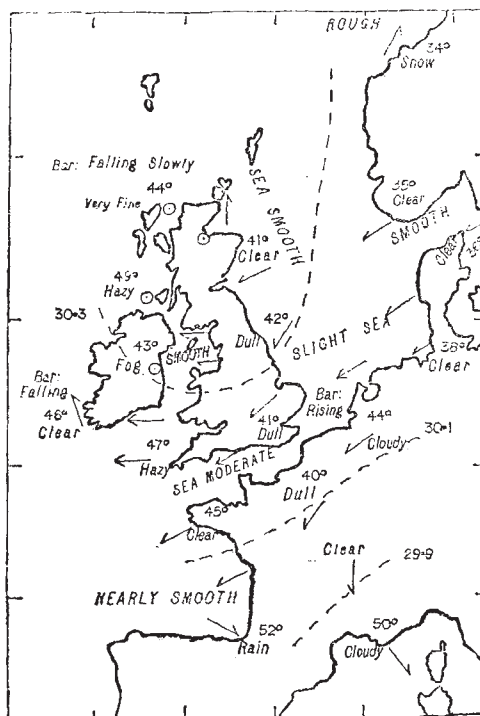 ROUGH
34°
Snow
Bar: Falling Slowly
44°
Very Fine
SEA SMOOTH
35°
Clear
SMOOTH
41°
Clear
Clear
49°
Hazy
30·3
42°
Dull
SLIGHT SEA
43°
Fog.
SMOOTH
38°
Clear
Bar:
Falling
46°
Clear
Bar:
Rising
44°
Cloudy
30·1
41°
Dull
47°
Hazy
SEA MODERATE
40°
Dull
45°
Clear
Clear
29·9
NEARLY SMOOTH
52°
Rain
50°
Cloudy